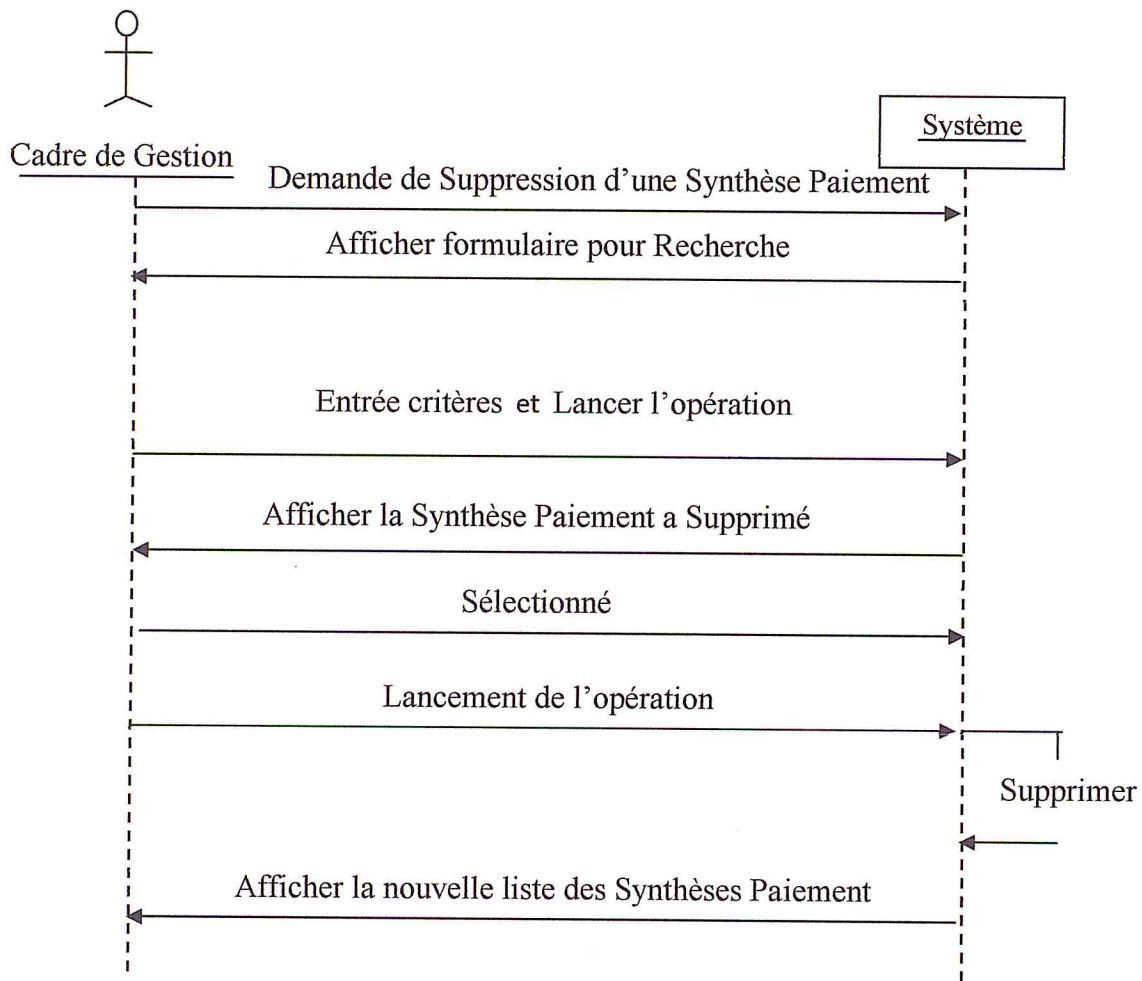 Système
Cadre de Gestion
Demande de Suppression d’une Synthèse Paiement
Afficher formulaire pour Recherche
Entrée critères et Lancer l’opération
Afficher la Synthèse Paiement a Supprimé
Sélectionné
Lancement de l’opération
Supprimer
Afficher la nouvelle liste des Synthèses Paiement